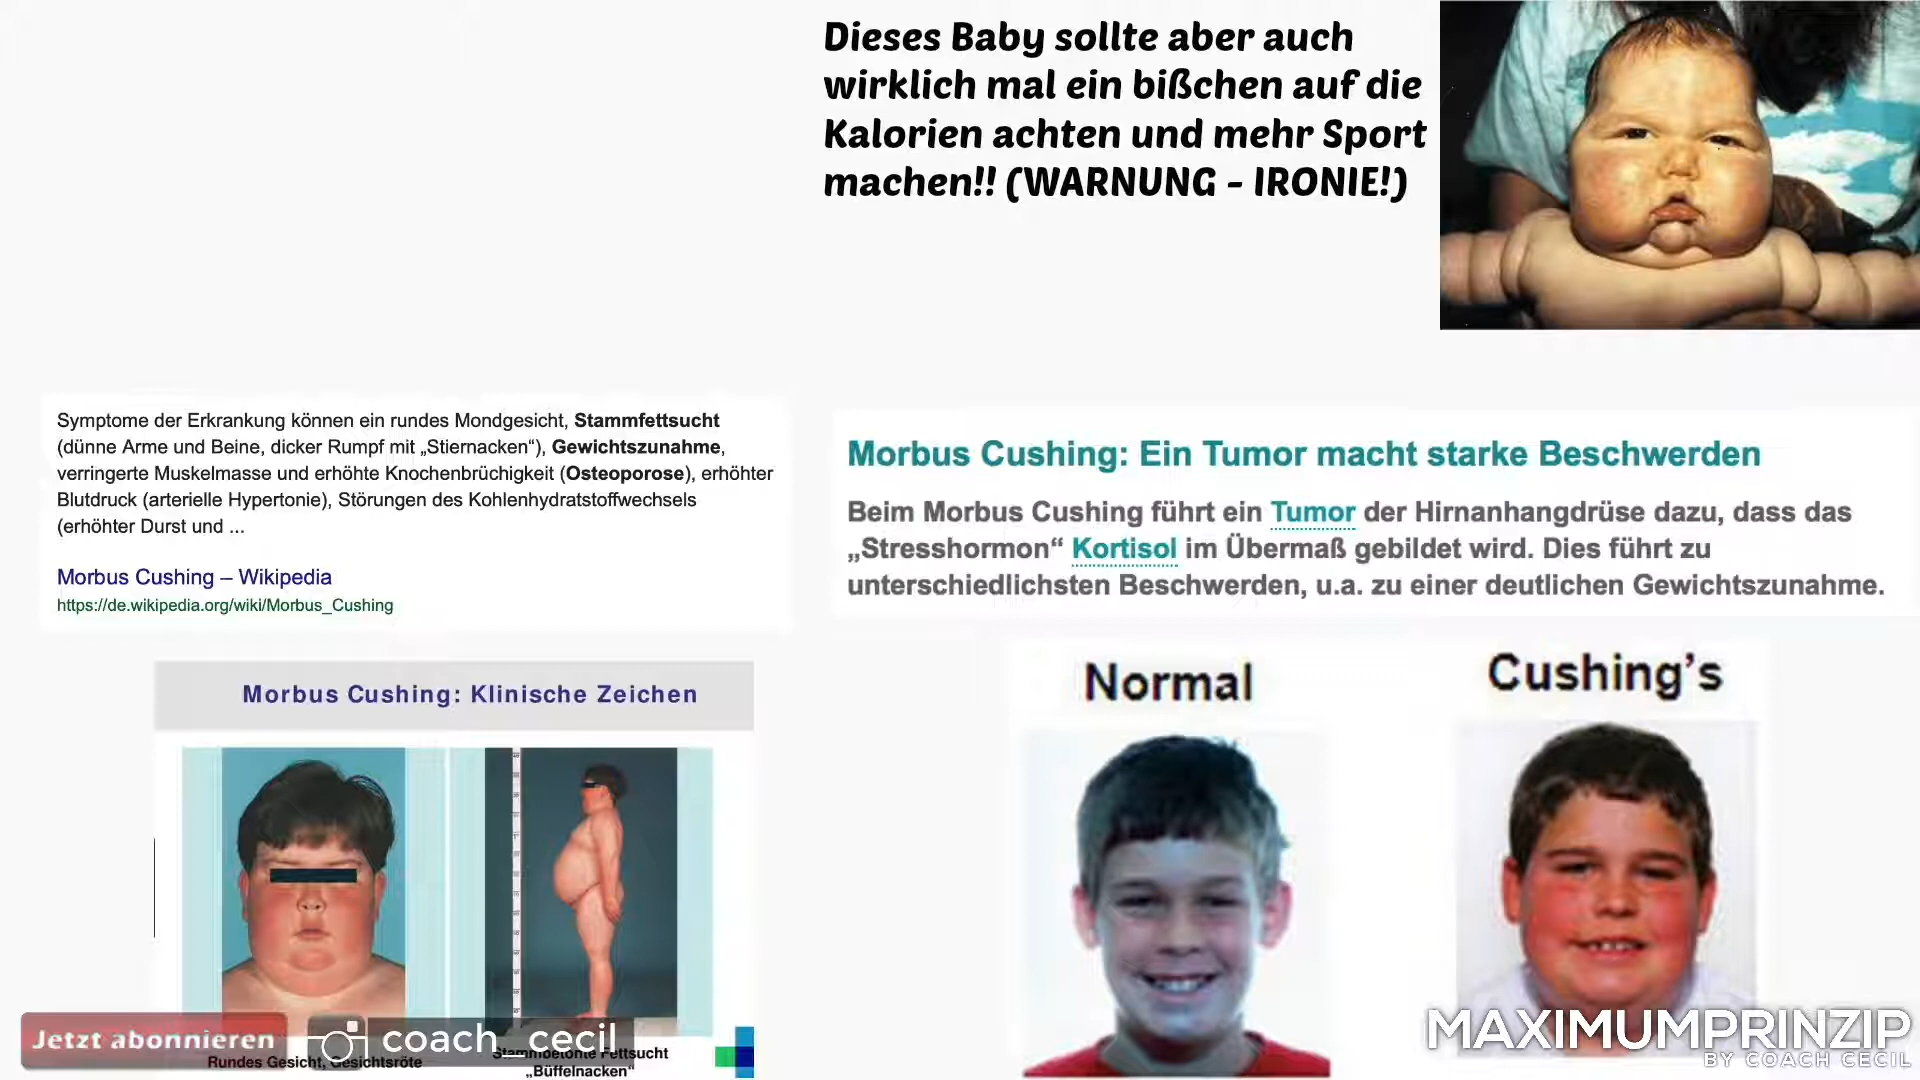 Dieses Baby sollte aber auch
wirklich mal ein bißchen auf die
Kalorien achten und mehr Sport
machen!! (WARNUNG - IRONIE!)
Symptome der Erkrankung können ein rundes Mondgesicht, Stammfettsucht
(dünne Arme und Beine, dicker Rumpf mit „Stiernacken“), Gewichtszunahme,
verringerte Muskelmasse und erhöhte Knochenbrüchigkeit (Osteoporose), erhöhter
Blutdruck (arterielle Hypertonie), Störungen des Kohlenhydratstoffwechsels
(erhöhter Durst und ...
Morbus Cushing – Wikipedia
https://de.wikipedia.org/wiki/Morbus_Cushing
Morbus Cushing: Ein Tumor macht starke Beschwerden
Beim Morbus Cushing führt ein Tumor der Hirnanhangdrüse dazu, dass das
„Stresshormon“ Kortisol im Übermaß gebildet wird. Dies führt zu
unterschiedlichsten Beschwerden, u.a. zu einer deutlichen Gewichtszunahme.
Morbus Cushing: Klinische Zeichen
Rundes Gesicht, Gesichtsröte
Stammbetonte Fettsucht
„Büffelnacken“
Normal
Cushing's
Jetzt abonnieren
coach_cecil
MAXIMUMPRINZIP
BY COACH CECIL